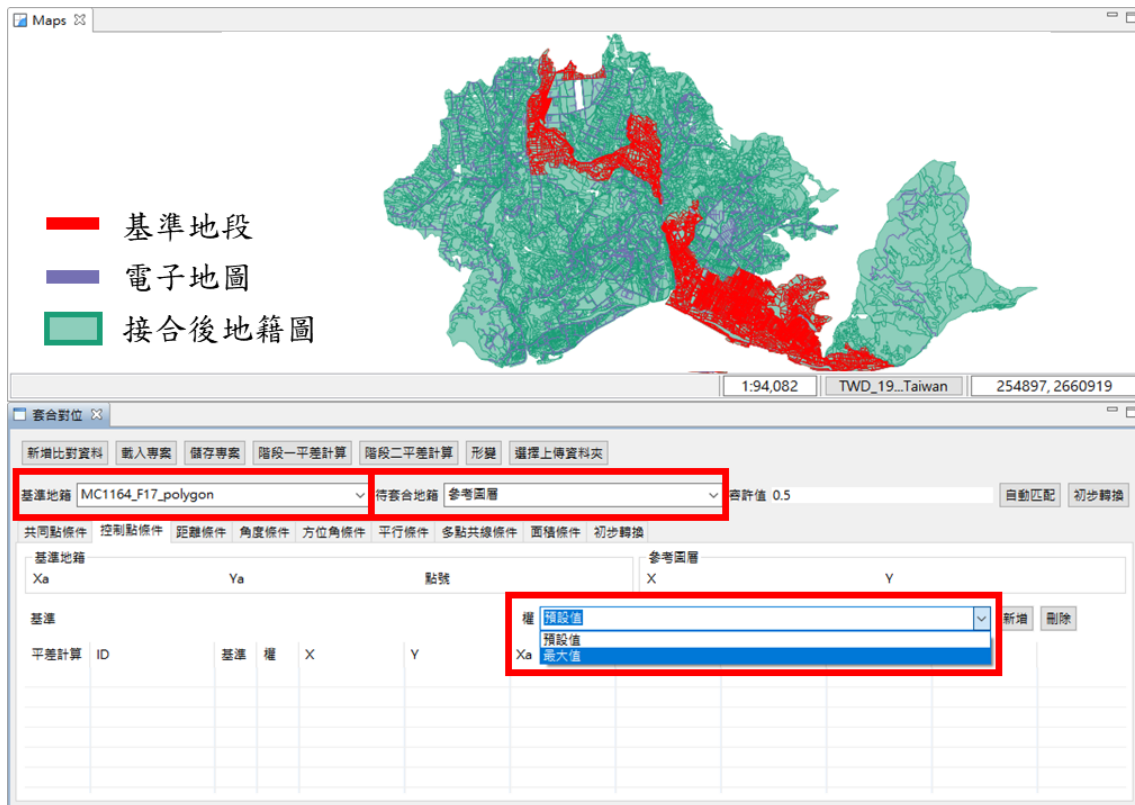 Maps
基準地段
電子地圖
接合後地籍圖
1:94,082 TWD_19...Taiwan 254897, 2660919
套合對位
新增比對資料 載入專案 儲存專案 階段一平差計算 階段二平差計算 形變 選擇上傳資料夾
基準地籍 MC1164_F17_polygon 待套合地籍 參考圖層 容許值 0.5 自動匹配 初步轉換
共同點條件 控制點條件 距離條件 角度條件 方位角條件 平行條件 多點共線條件 面積條件 初步轉換
基準地籍 參考圖層
Xa Ya 點號 X Y
基準 權 預設值 新增 刪除
預設值
平差計算 ID 基準 權 X Y Xa 最大值